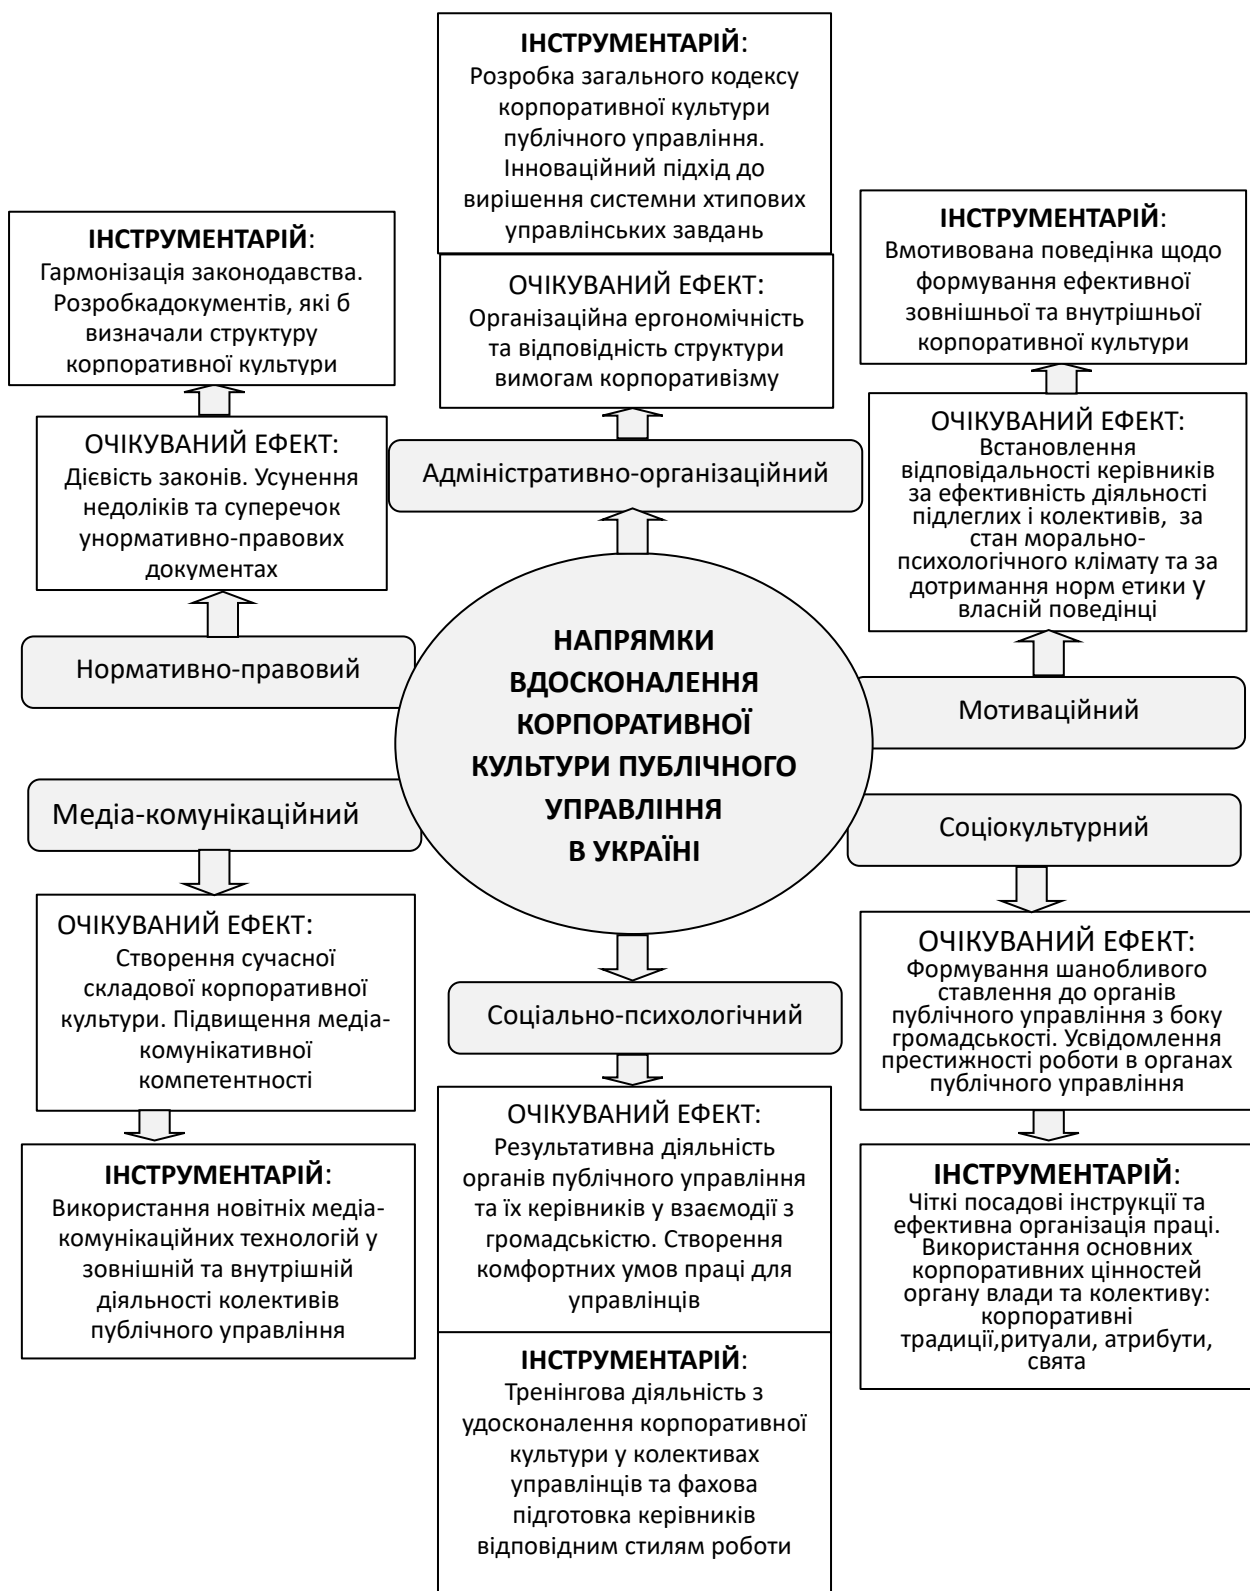 ІНСТРУМЕНТАРІЙ:
Розробка загального кодексу
корпоративної культури
публічного управління.
Інноваційний підхід до
вирішення системни хтипових
управлінських завдань
ОЧІКУВАНИЙ ЕФЕКТ:
Організаційна ергономічність
та відповідність структури
вимогам корпоративізму
Адміністративно-організаційний
ІНСТРУМЕНТАРІЙ:
Гармонізація законодавства.
Розробкадокументів, які б
визначали структуру
корпоративної культури
ОЧІКУВАНИЙ ЕФЕКТ:
Дієвість законів. Усунення
недоліків та суперечок
унормативно-правових
документах
Нормативно-правовий
ІНСТРУМЕНТАРІЙ:
Вмотивована поведінка щодо
формування ефективної
зовнішньої та внутрішньої
корпоративної культури
ОЧІКУВАНИЙ ЕФЕКТ:
Встановлення
відповідальності керівників
за ефективність діяльності
підлеглих і колективів, за
стан морально-
психологічного клімату та за
дотримання норм етики у
власній поведінці
Мотиваційний
НАПРЯМКИ
ВДОСКОНАЛЕННЯ
КОРПОРАТИВНОЇ
КУЛЬТУРИ ПУБЛІЧНОГО
УПРАВЛІННЯ
В УКРАЇНІ
Медіа-комунікаційний
ОЧІКУВАНИЙ ЕФЕКТ:
Створення сучасної
складової корпоративної
культури. Підвищення медіа-
комунікативної
компетентності
ІНСТРУМЕНТАРІЙ:
Використання новітніх медіа-
комунікаційних технологій у
зовнішній та внутрішній
діяльності колективів
публічного управління
Соціально-психологічний
ОЧІКУВАНИЙ ЕФЕКТ:
Результативна діяльність
органів публічного управління
та їх керівників у взаємодії з
громадськістю. Створення
комфортних умов праці для
управлінців
ІНСТРУМЕНТАРІЙ:
Тренінгова діяльність з
удосконалення корпоративної
культури у колективах
управлінців та фахова
підготовка керівників
відповідним стилям роботи
Соціокультурний
ОЧІКУВАНИЙ ЕФЕКТ:
Формування шанобливого
ставлення до органів
публічного управління з боку
громадськості. Усвідомлення
престижності роботи в органах
публічного управління
ІНСТРУМЕНТАРІЙ:
Чіткі посадові інструкції та
ефективна організація праці.
Використання основних
корпоративних цінностей
органу влади та колективу:
корпоративні
традиції,ритуали, атрибути,
свята